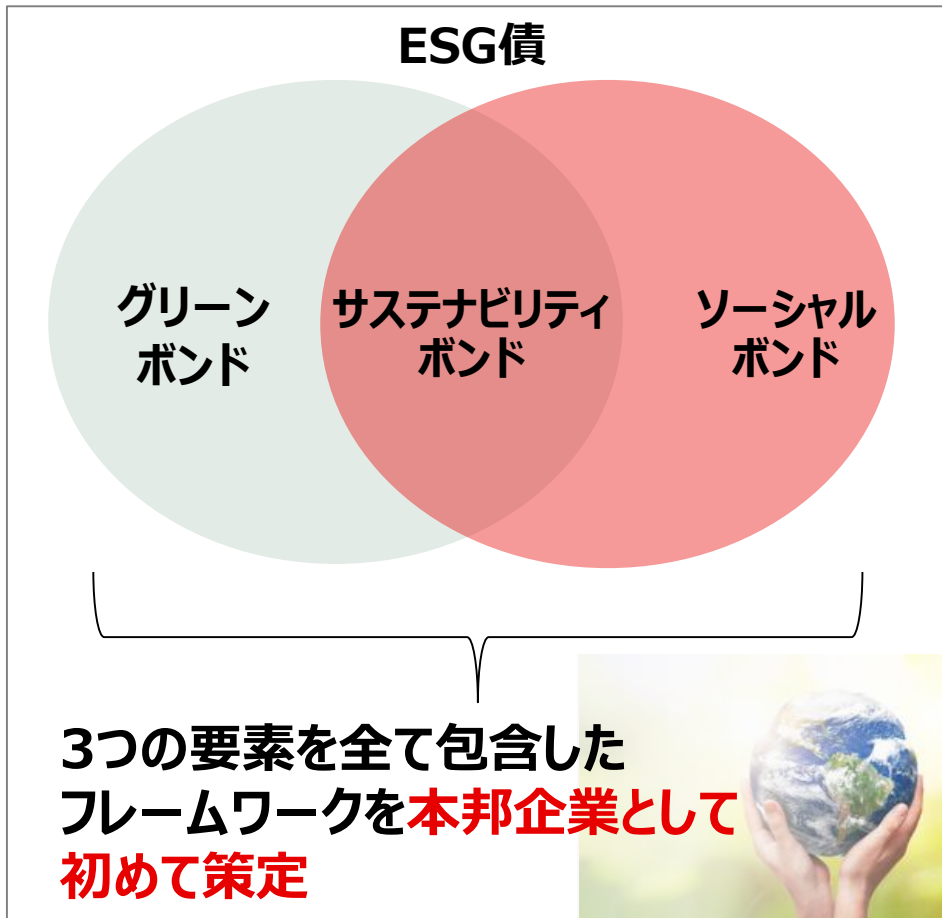 ESG債
グリーン
ボンド
サステナビリティ
ボンド
ソーシャル
ボンド
3つの要素を全て包含した
フレームワークを本邦企業として
初めて策定